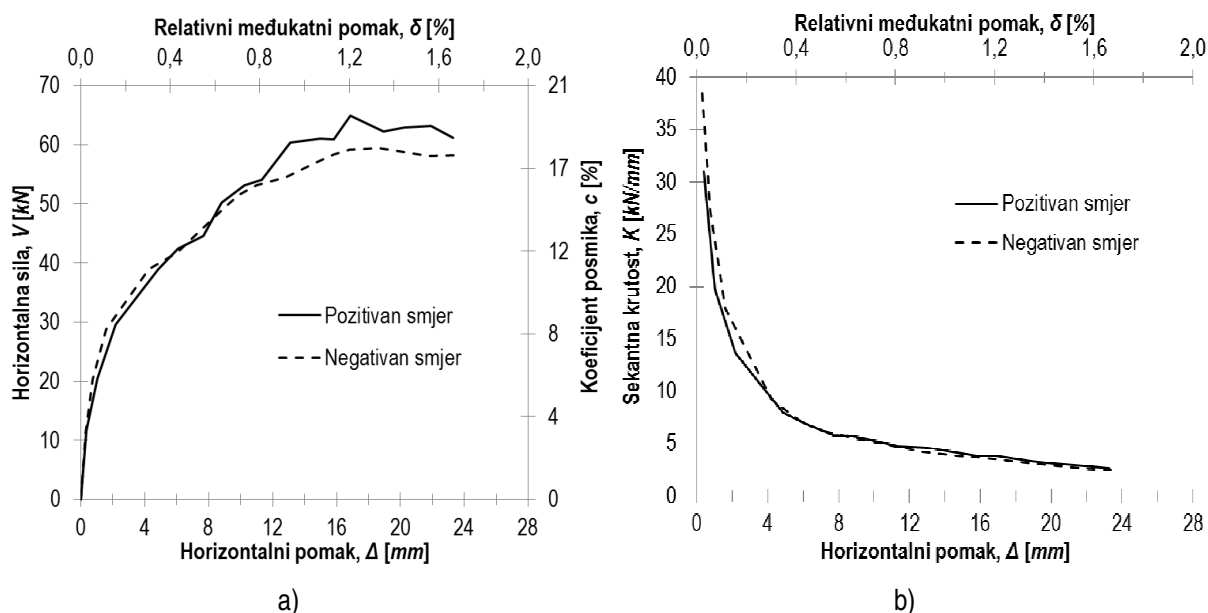 Relativni međukatni pomak, δ [%]
0,0 0,4 0,8 1,2 1,6 2,0
70
60
50
40
30
20
10
0
Horizontalna sila, V [kN]
21
17
12
8
4
0
Koeficijent posmika, c [%]
Pozitivan smjer
Negativan smjer
0 4 8 12 16 20 24 28
Horizontalni pomak, Δ [mm]
a)
Relativni međukatni pomak, δ [%]
0,0 0,4 0,8 1,2 1,6 2,0
40
35
30
25
20
15
10
5
0
Sekantna krutost, K [kN/mm]
Pozitivan smjer
Negativan smjer
0 4 8 12 16 20 24 28
Horizontalni pomak, Δ [mm]
b)